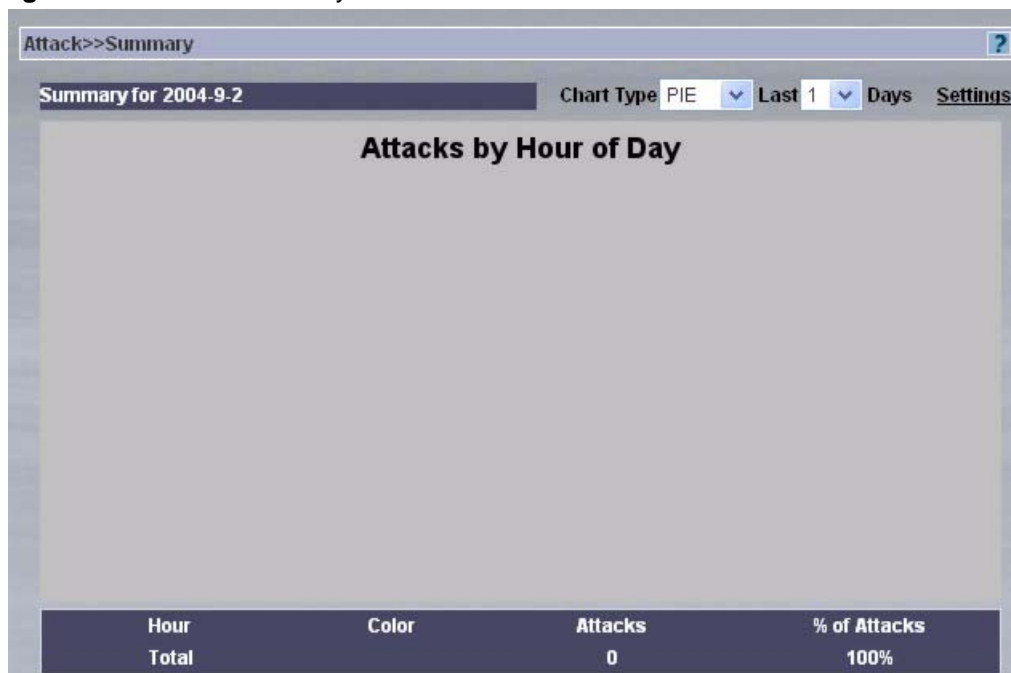 Attack>>Summary ?
Summary for 2004-9-2 Chart Type PIE Last 1 Days Settings
Attacks by Hour of Day
Hour Color Attacks % of Attacks
Total 0 100%